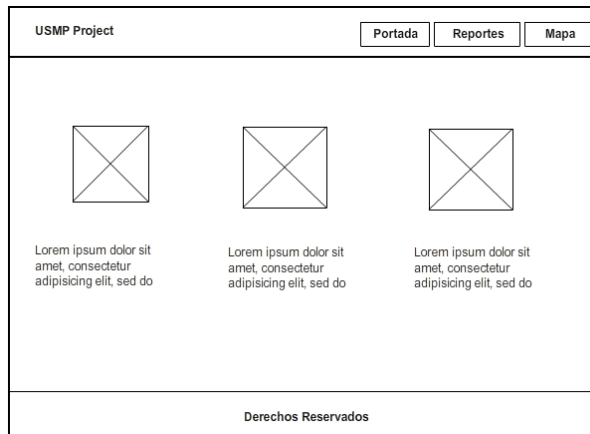 USMP Project
Portada
Reportes
Mapa
Lorem ipsum dolor sit
amet, consectetur
adipisicing elit, sed do
Lorem ipsum dolor sit
amet, consectetur
adipisicing elit, sed do
Lorem ipsum dolor sit
amet, consectetur
adipisicing elit, sed do
Derechos Reservados